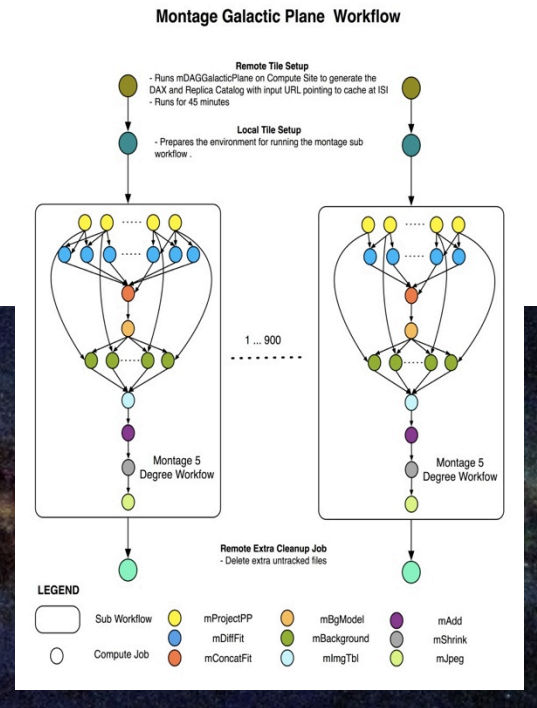 Montage Galactic Plane Workflow
Remote Tile Setup
- Runs mDAGGalacticPlane on Compute Site to generate the
DAX and Replica Catalog with input URL pointing to cache at ISI
- Runs for 45 minutes
Local Tile Setup
- Prepares the environment for running the montage sub
workflow .
1 ... 900
Montage 5
Degree Workfow
Montage 5
Degree Workfow
Remote Extra Cleanup Job
- Delete extra untracked files
LEGEND
Sub Workflow
mProjectPP
mBgModel
mAdd
mDiffFit
mBackground
mShrink
Compute Job
mConcatFit
mImgTbl
mJpeg